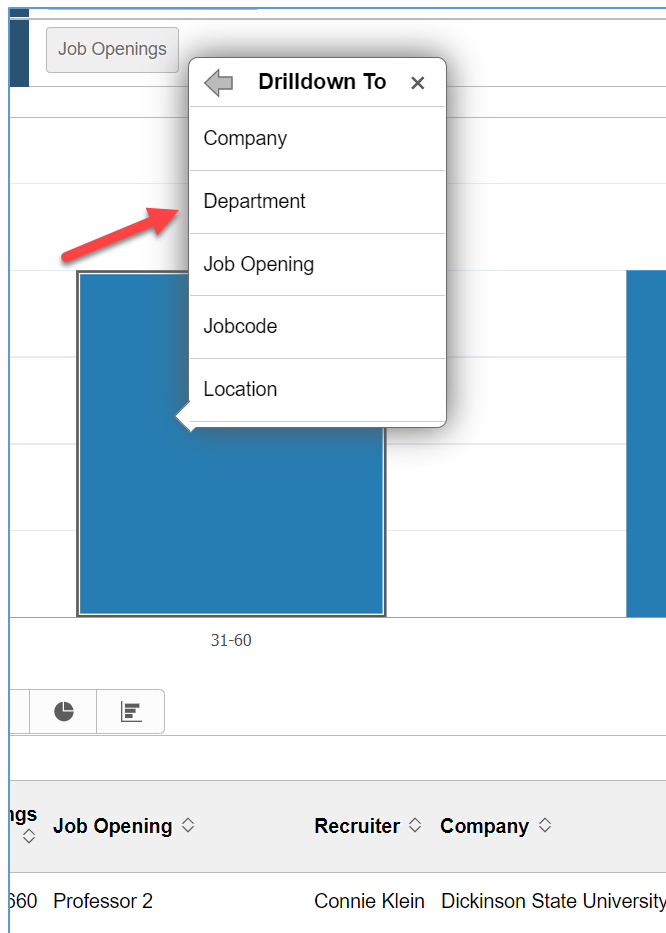 Job Openings
Drilldown To
Company
Department
Job Opening
Jobcode
Location
31-60
Job Opening Recruiter Company
Professor 2 Connie Klein Dickinson State University